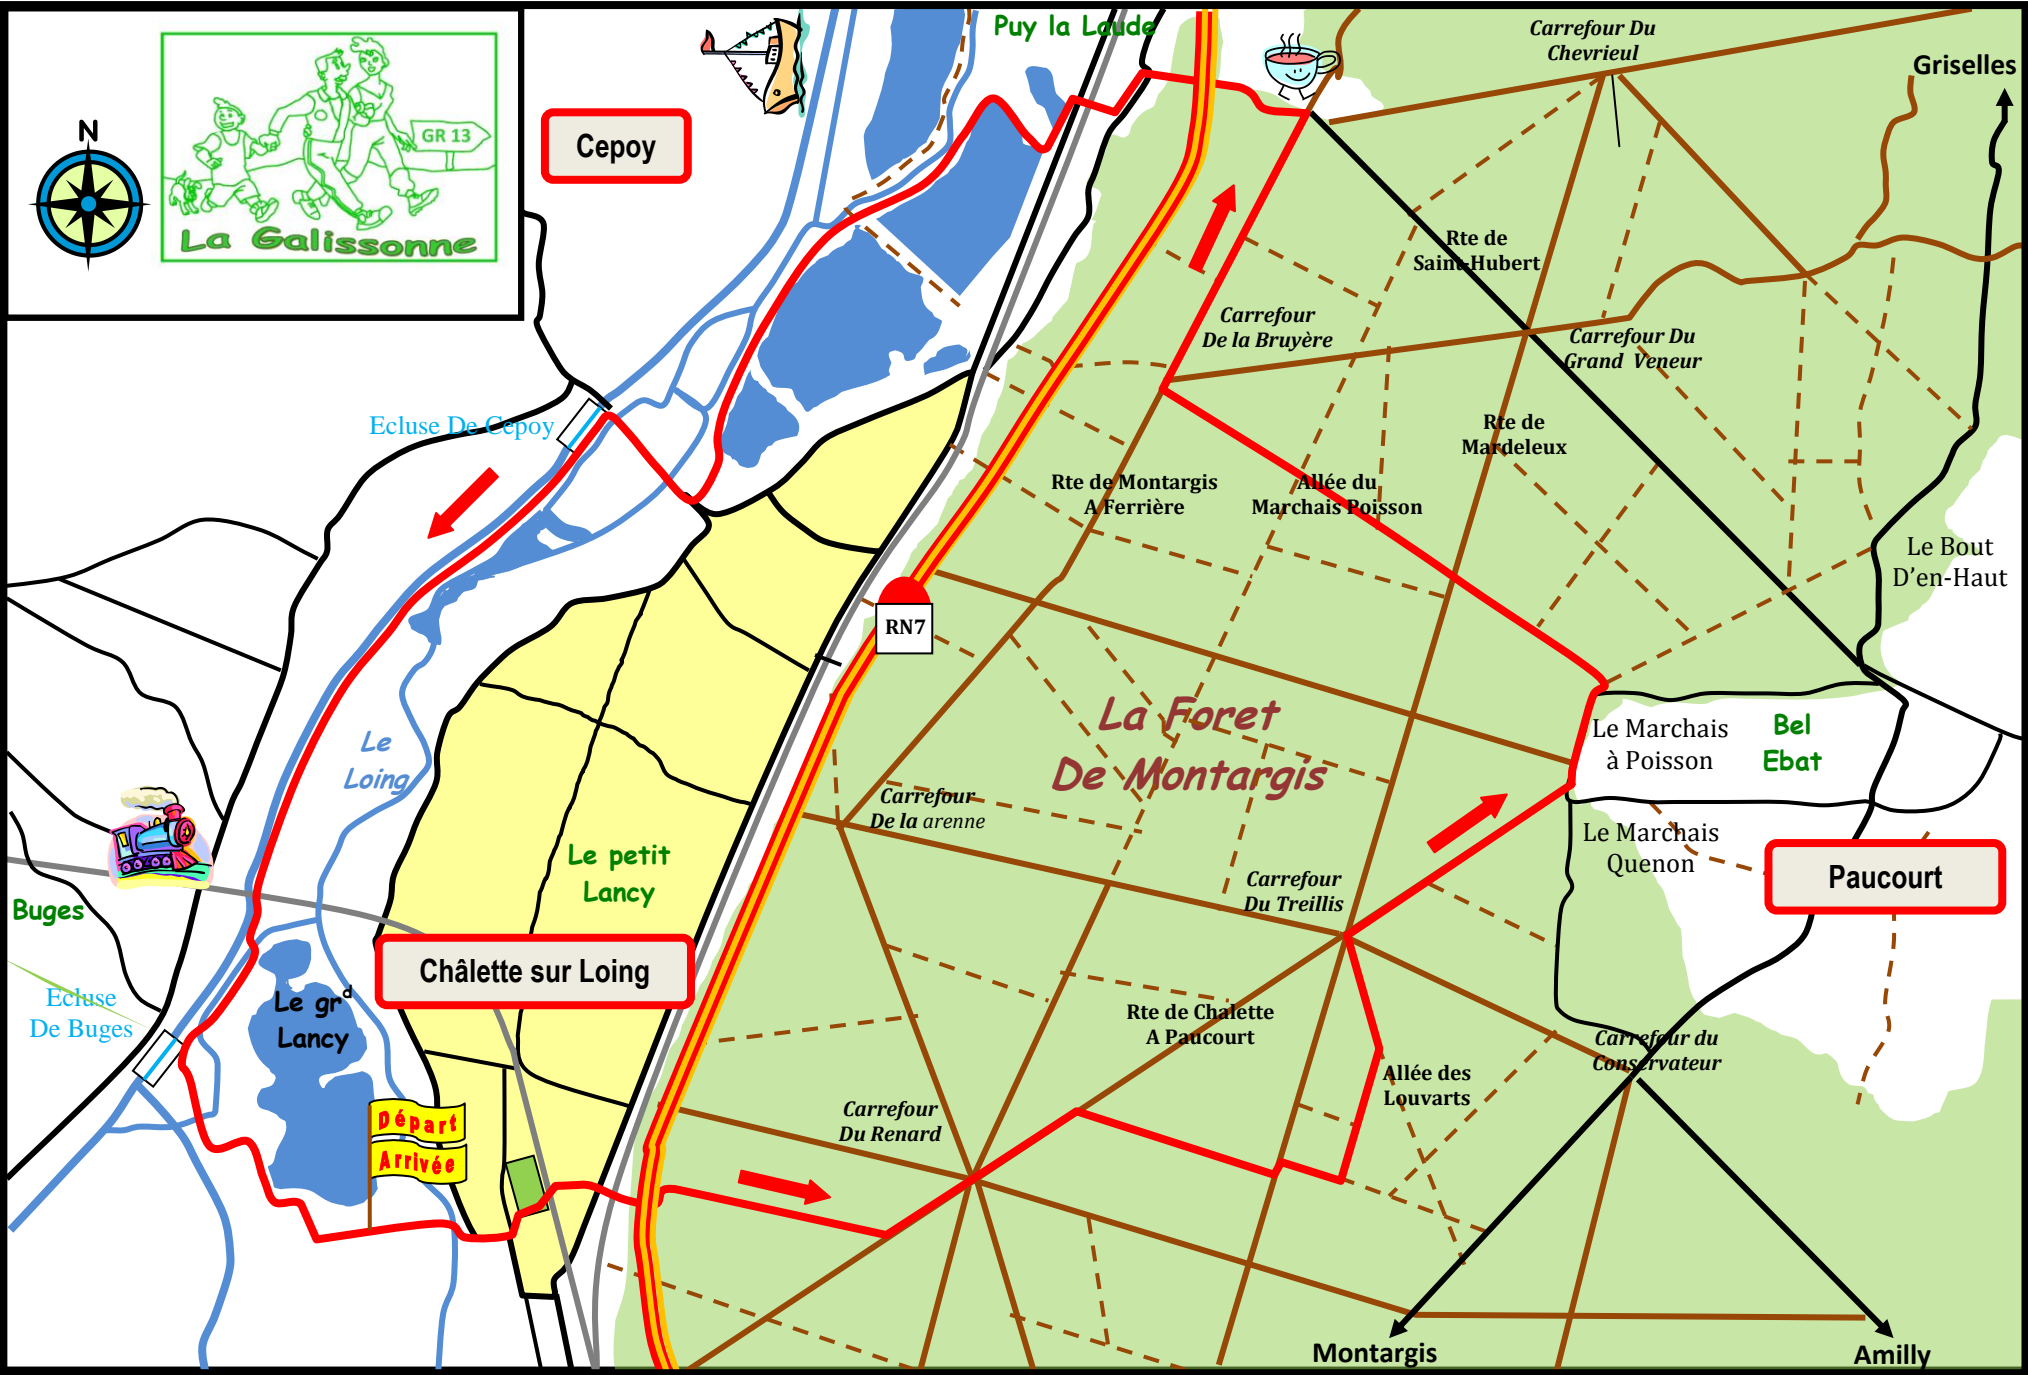 N
GR 13
La Galissonne
Cepoy
Puy la Laude
Carrefour Du
Chevrieul
Griselles
Rte de
Saint-Hubert
Carrefour
De la Bruyère
Carrefour Du
Grand Veneur
Ecluse De Cepoy
Rte de
Mardeleux
Rte de Montargis
A Ferrière
Allée du
Marchais Poisson
Le Bout
D'en-Haut
RN7
La Foret
De Montargis
Le
Loing
Le Marchais
à Poisson
Bel
Ebat
Carrefour
De la arenne
Le Marchais
Quenon
Le petit
Lancy
Paucourt
Carrefour
Du Treillis
Buges
Châlette sur Loing
Ecluse
De Buges
Le grd
Lancy
Rte de Chalette
A Paucourt
Carrefour du
Conservateur
Allée des
Louvarts
Départ
Arrivée
Carrefour
Du Renard
Montargis
Amilly